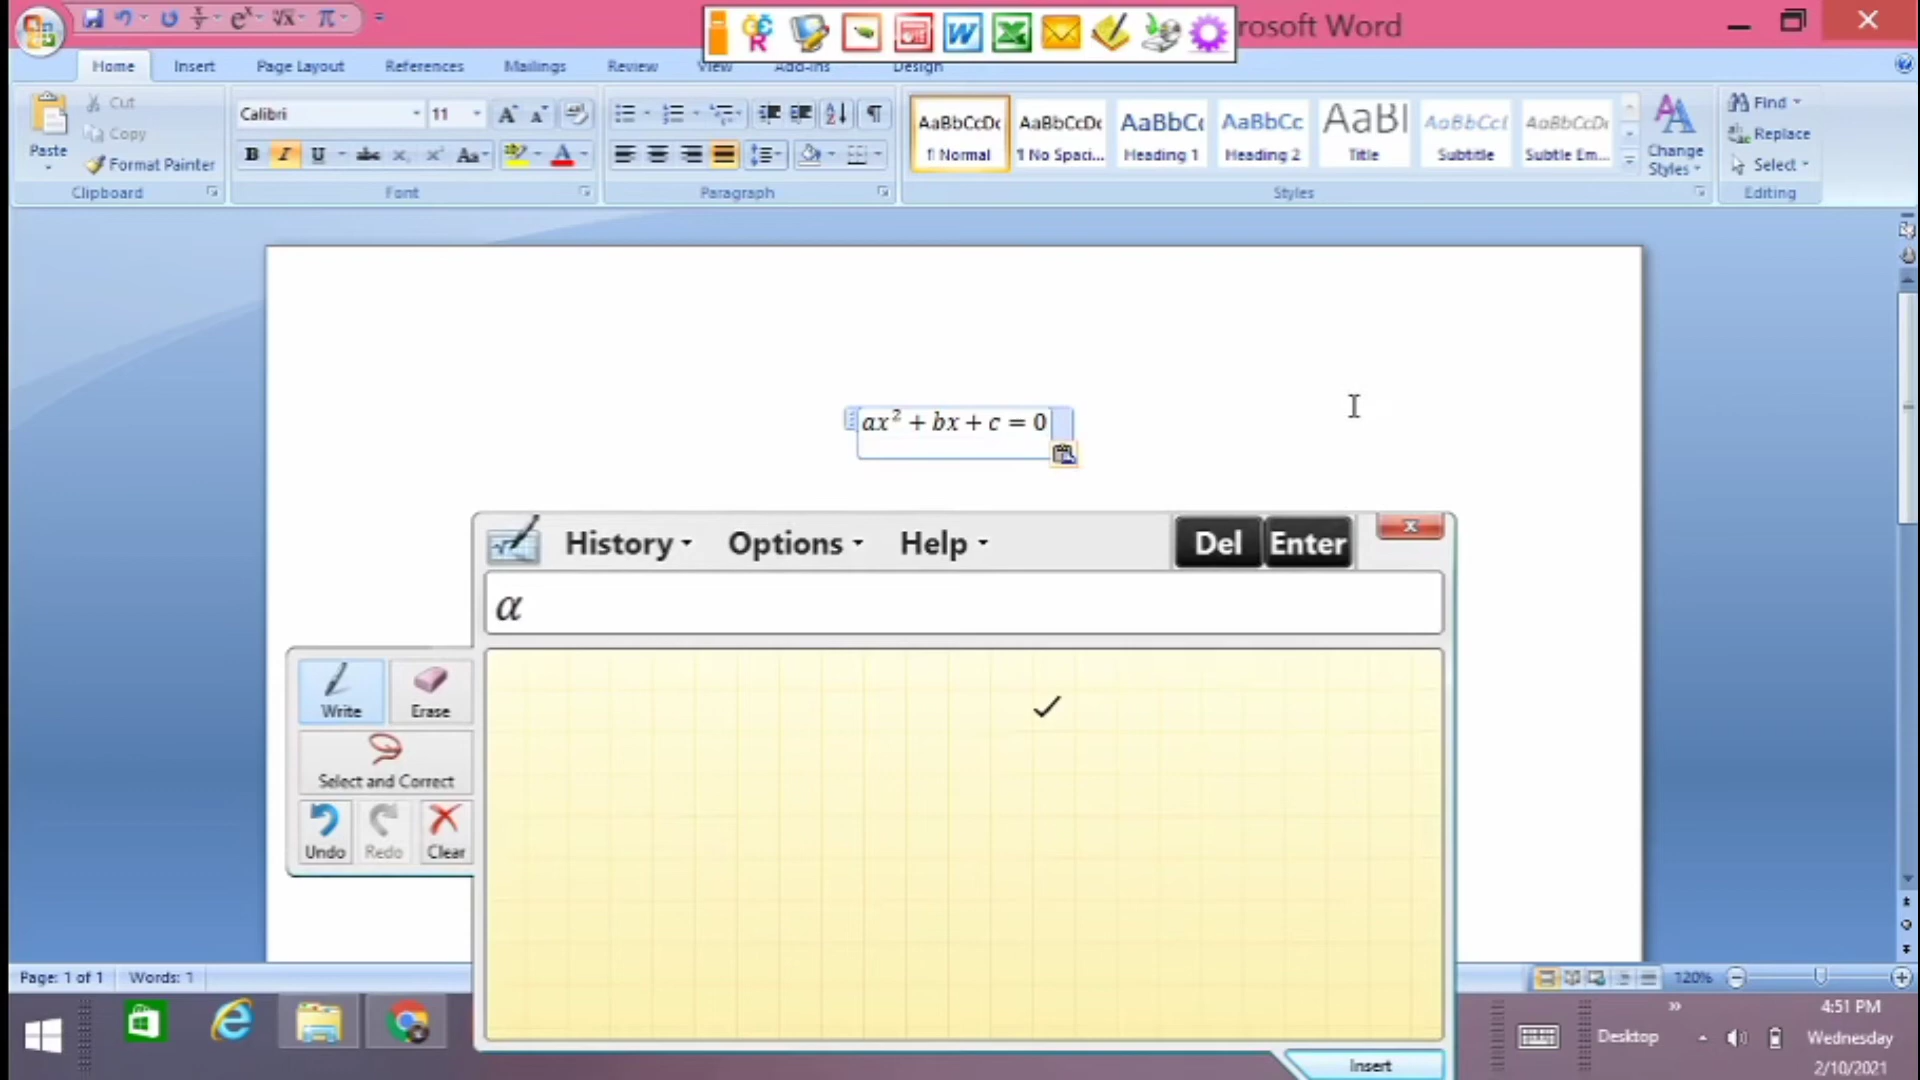 rosoft Word
Home Insert Page Layout References Mailings Review View Add-Ins Design
Cut
Copy
Format Painter
Paste
Clipboard
Calibri 11
Font
Paragraph
AaBbCcDc AaBbCcDc AaBbC AaBbCc AaBl AaBbCcI AaBbCcDc
¶ Normal ¶ No Spaci... Heading 1 Heading 2 Title Subtitle Subtle Em...
Styles
Change
Styles
Find
Replace
Select
Editing
ax² + bx + c = 0
History Options Help Del Enter
α
Write Erase
Select and Correct
Undo Redo Clear
Insert
Page: 1 of 1 Words: 1
120%
Desktop
4:51 PM
Wednesday
2/10/2021